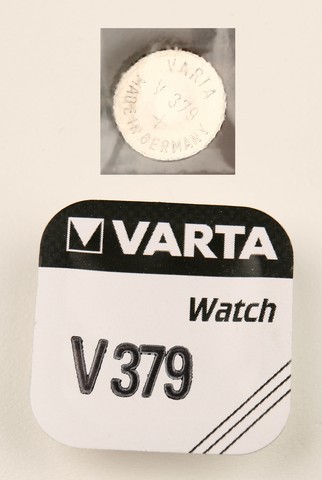 VARTA
V 379
+
MADE IN GERMANY
VARTA
Watch
V 379